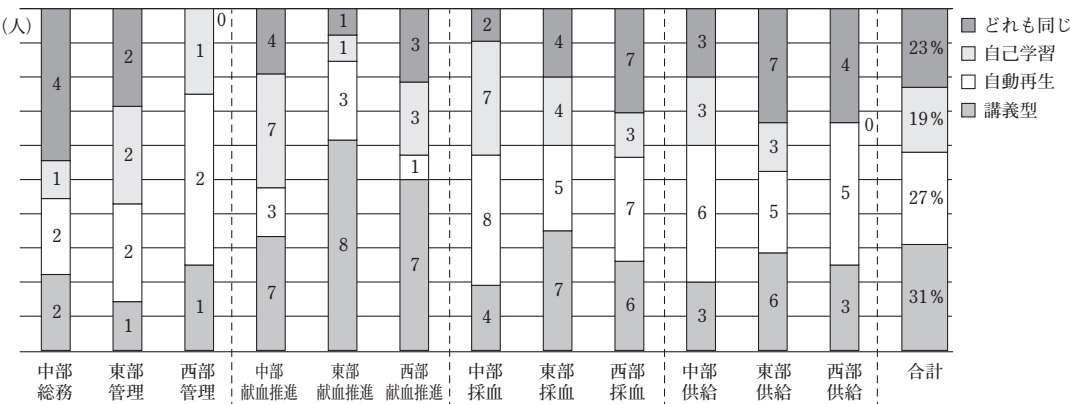 (人)
4
1
2
2
2
2
2
1
0
1
2
1
4
7
3
7
1
1
3
8
3
3
1
7
2
7
8
4
4
4
5
7
7
3
7
6
3
3
6
3
7
3
5
6
4
0
5
3
23%
19%
27%
31%
どれも同じ
自己学習
自動再生
講義型
中部
総務
東部
管理
西部
管理
中部
献血推進
東部
献血推進
西部
献血推進
中部
採血
東部
採血
西部
採血
中部
供給
東部
供給
西部
供給
合計